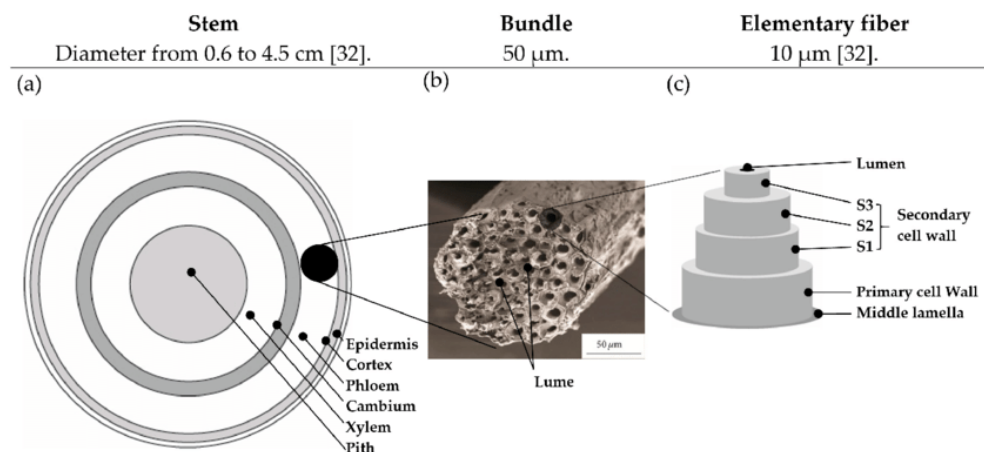 Stem
Diameter from 0.6 to 4.5 cm [32].
Bundle
50 μm.
Elementary fiber
10 μm [32].
(a)
(b)
(c)
Epidmermis
Cortex
Phloem
Cambium
Xylem
Pith
50 μm
Lume
Lumen
S3
S2
S1
Secondary
cell wall
Primary cell Wall
Middle lamella